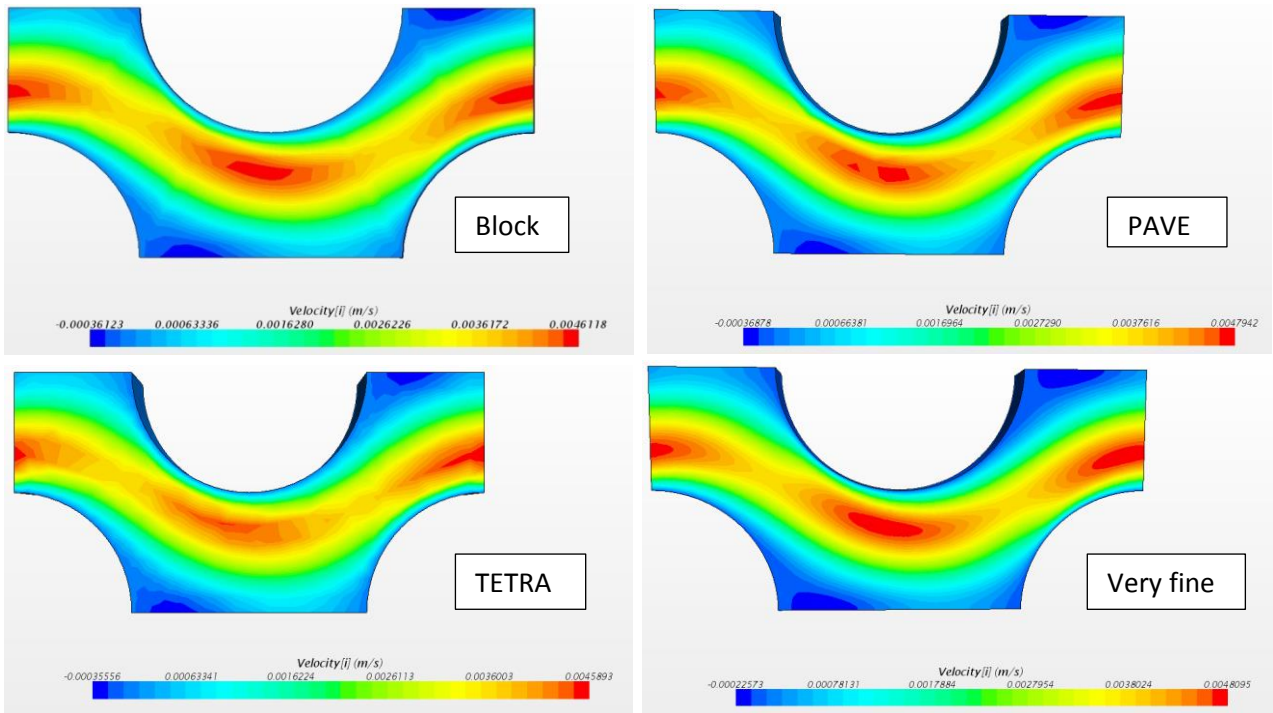 Block
Velocity[i] (m/s)
-0.00036123 0.00063336 0.0016280 0.0026226 0.0036172 0.0046118
PAVE
Velocity[i] (m/s)
-0.00036878 0.00066381 0.0016964 0.0027290 0.0037616 0.0047942
TETRA
Velocity[i] (m/s)
-0.00035556 0.00063341 0.0016224 0.0026113 0.0036003 0.0045893
Very fine
Velocity[i] (m/s)
-0.00022573 0.00078131 0.0017884 0.0027954 0.0038024 0.0048095